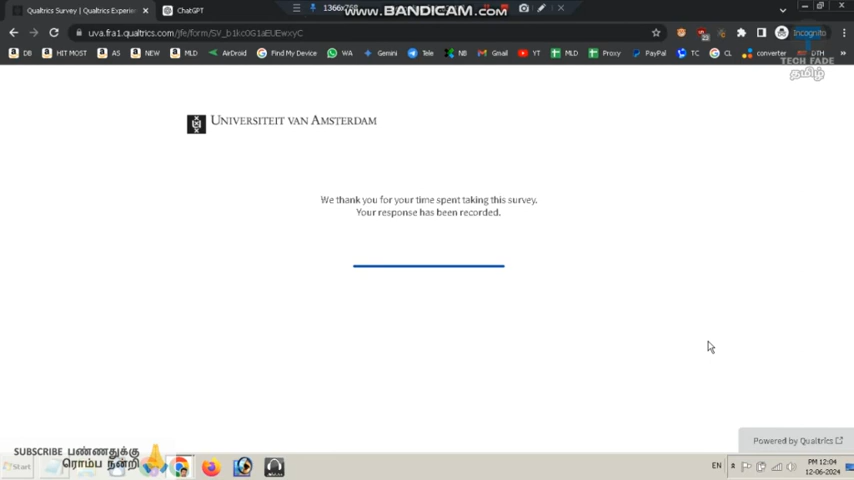 Qualtrics Survey | Qualtrics Experien
ChatGPT
1366x768
www.BANDICAM.com
uva.fra1.qualtrics.com/jfe/form/SV_b1kc0G1aEUEwxyC
Incognito
DB
HIT MOST
AS
NEW
MLD
AirDroid
Find My Device
WA
Gemini
Tele
NB
Gmail
YT
MLD
Proxy
PayPal
TC
CL
converter
DTH
TECH FADE
தமிழ்
UNIVERSITEIT VAN AMSTERDAM
We thank you for your time spent taking this survey.
Your response has been recorded.
Powered by Qualtrics
SUBSCRIBE பண்ணதுக்கு
ரொம்ப நன்றி
Start
EN
PM 12:04
12-06-2024